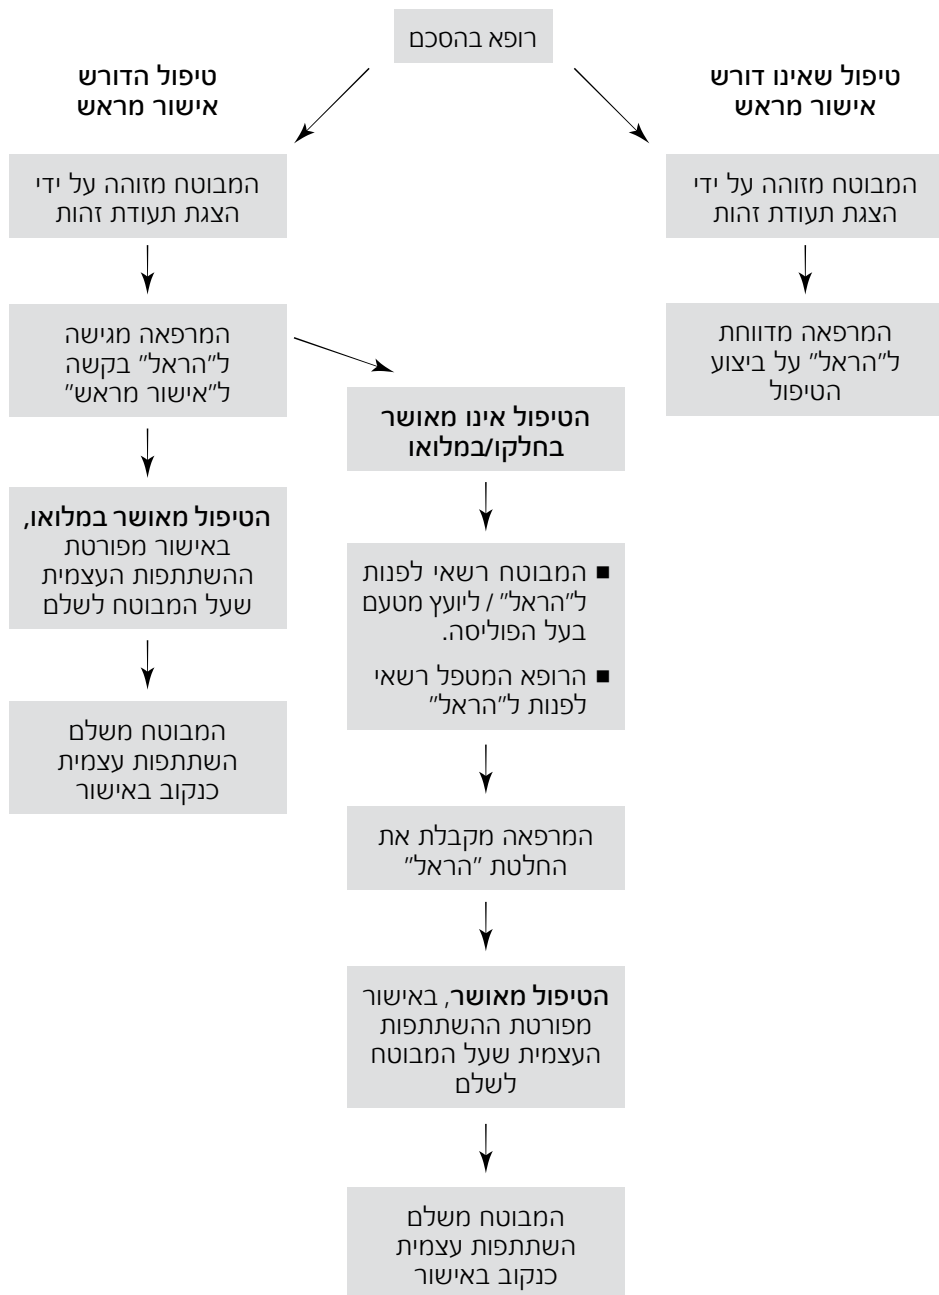 רופא בהסכם
טיפול שאינו דורש
אישור מראש
המבוטח מזוהה על ידי
הצגת תעודת זהות
המרפאה מדווחת
ל"הראל" על ביצוע
הטיפול
טיפול הדורש
אישור מראש
המבוטח מזוהה על ידי
הצגת תעודת זהות
המרפאה מגישה
ל"הראל" בקשה
ל"אישור מראש"
הטיפול מאושר במלואו,
באישור מפורטת
ההשתתפות העצמית
שעל המבוטח לשלם
המבוטח משלם
השתתפות עצמית
כנקוב באישור
הטיפול אינו מאושר
בחלקו/במלואו
■ המבוטח רשאי לפנות
ל"הראל" / ליועץ מטעם
בעל הפוליסה.
■ הרופא המטפל רשאי
לפנות ל"הראל"
המרפאה מקבלת את
החלטת "הראל"
הטיפול מאושר, באישור
מפורטת ההשתתפות
העצמית שעל המבוטח
לשלם
המבוטח משלם
השתתפות עצמית
כנקוב באישור